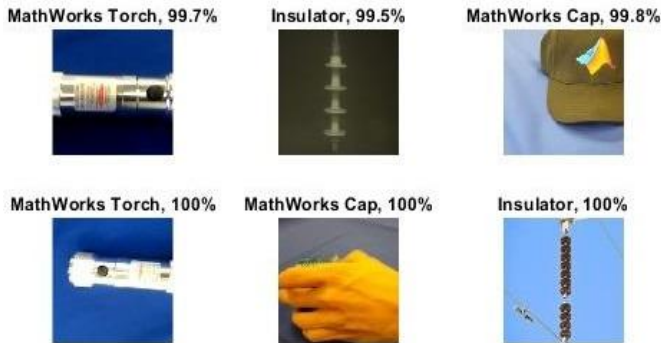 MathWorks Torch, 99.7%
Insulator, 99.5%
MathWorks Cap, 99.8%
MathWorks Torch, 100%
MathWorks Cap, 100%
Insulator, 100%